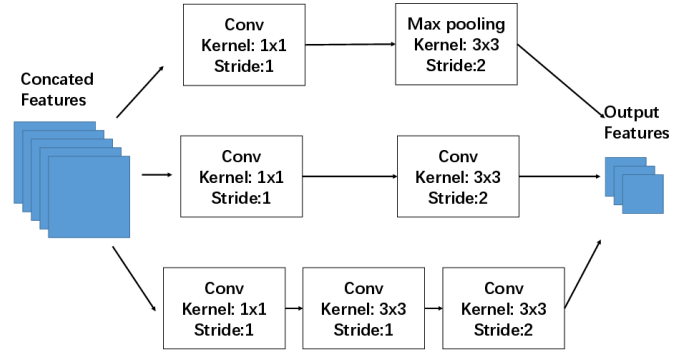 Concated
Features
Conv
Kernel: 1x1
Stride:1
Max pooling
Kernel: 3x3
Stride:2
Conv
Kernel: 1x1
Stride:1
Conv
Kernel: 3x3
Stride:2
Conv
Kernel: 1x1
Stride:1
Conv
Kernel: 3x3
Stride:1
Conv
Kernel: 3x3
Stride:2
Output
Features